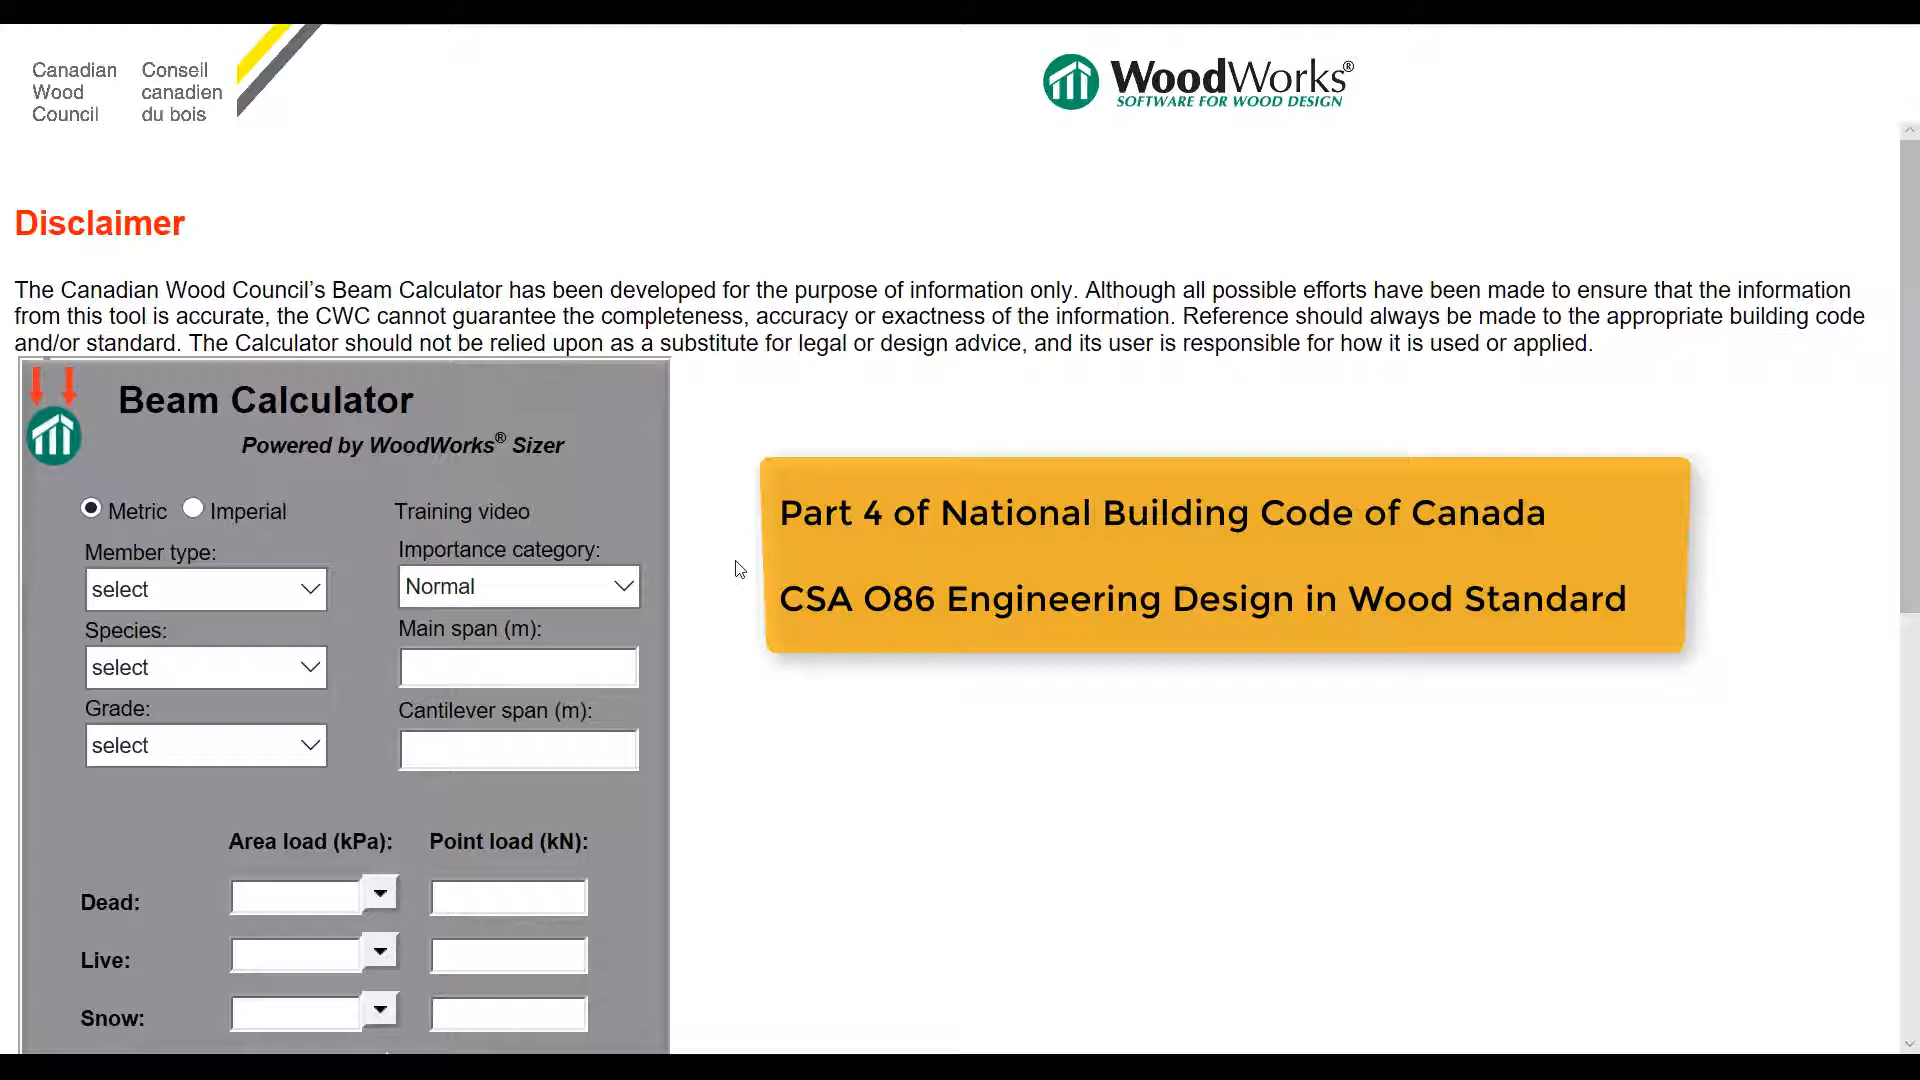 Canadian Conseil
Wood canadien
Council du bois
WoodWorks®
SOFTWARE FOR WOOD DESIGN
Disclaimer
The Canadian Wood Council’s Beam Calculator has been developed for the purpose of information only. Although all possible efforts have been made to ensure that the information
from this tool is accurate, the CWC cannot guarantee the completeness, accuracy or exactness of the information. Reference should always be made to the appropriate building code
and/or standard. The Calculator should not be relied upon as a substitute for legal or design advice, and its user is responsible for how it is used or applied.
Beam Calculator
Powered by WoodWorks® Sizer
Metric Imperial Training video
Member type: Importance category:
select Normal
Species: Main span (m):
select
Grade: Cantilever span (m):
select
Area load (kPa): Point load (kN):
Dead:
Live:
Snow:
Part 4 of National Building Code of Canada
CSA O86 Engineering Design in Wood Standard